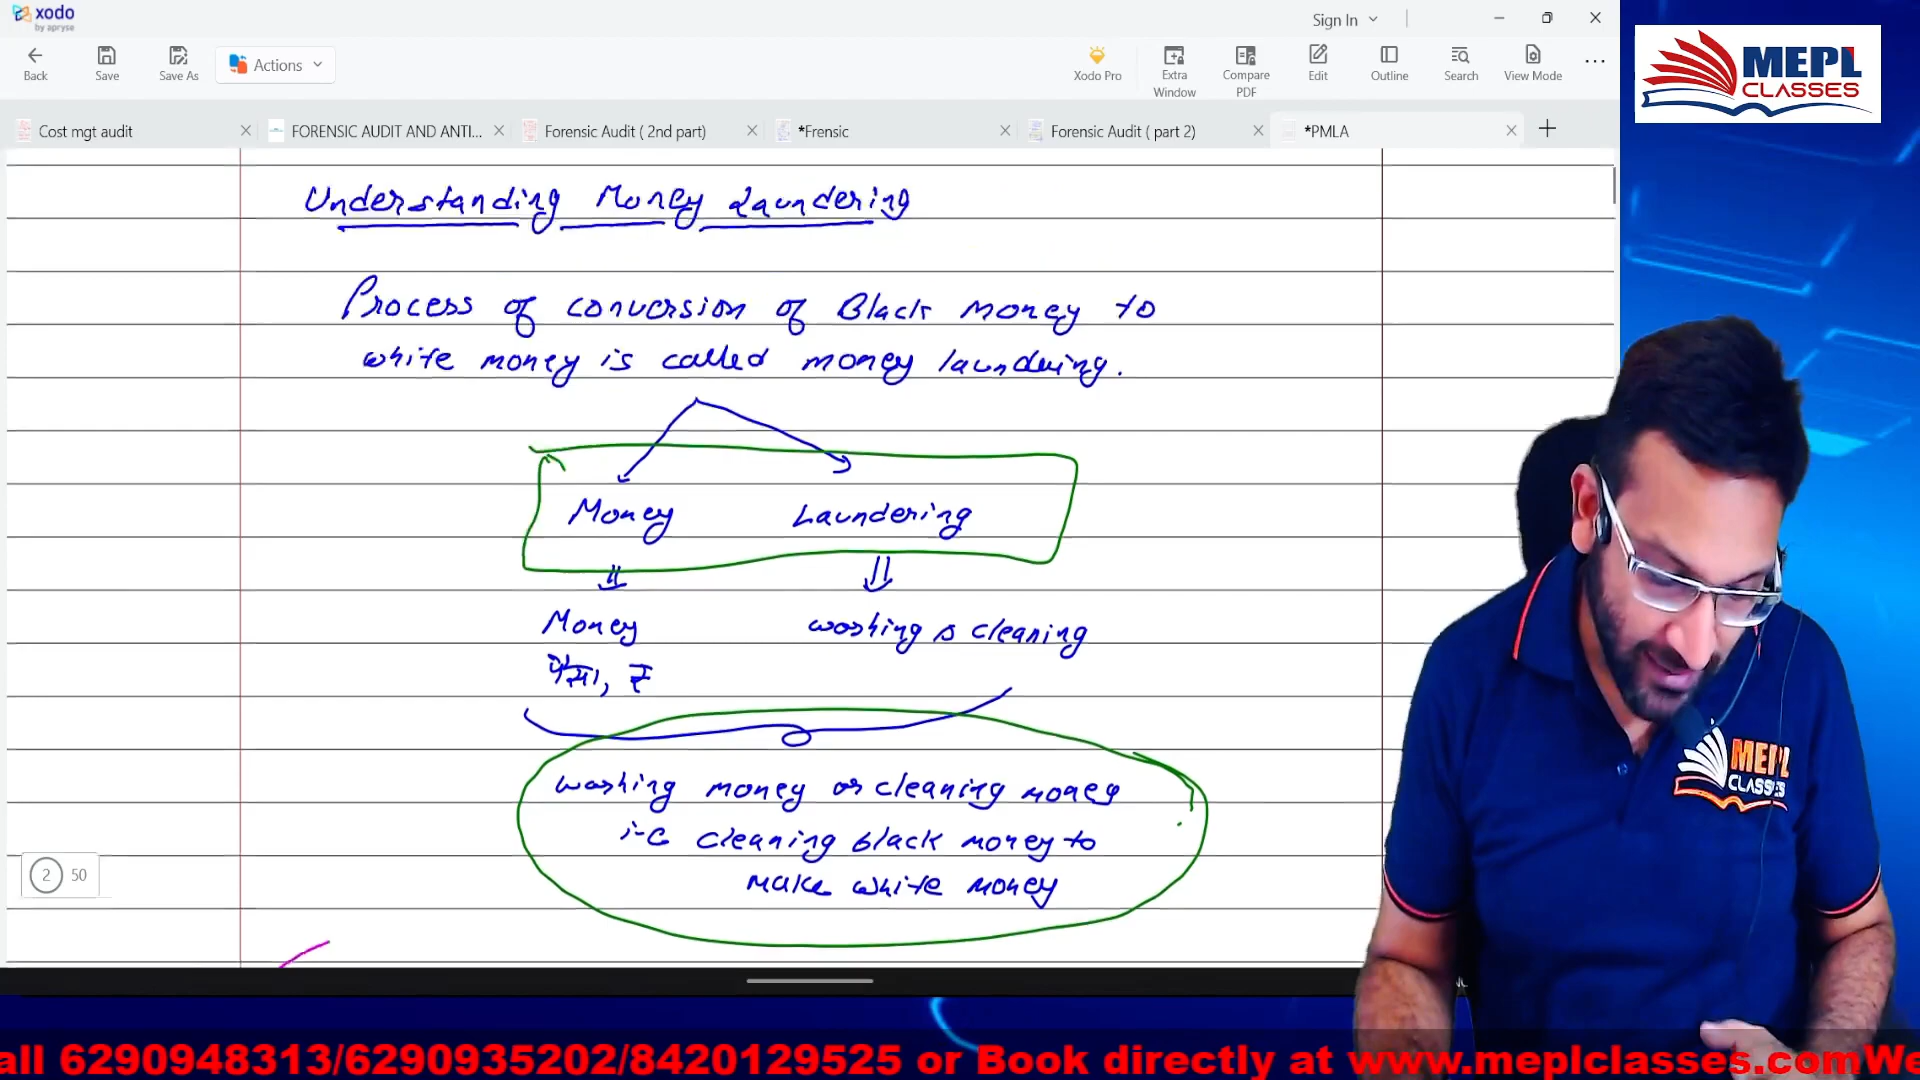 xodo
by apryse
Sign In
Back
Save
Save As
Actions
Xodo Pro
Extra Window
Compare PDF
Edit
Outline
Search
View Mode
Cost mgt audit
FORENSIC AUDIT AND ANTI...
Forensic Audit ( 2nd part)
*Frensic
Forensic Audit ( part 2)
*PMLA
MEPL
CLASSES
Understanding Money Laundering
Process of conversion of Black money to
white money is called money laundering.
Money Laundering
Money washing & cleaning
पैसा, ₹
washing money or cleaning money
i-e cleaning black money to
make white money
2 50
MEPL
CLASSES
all 6290948313/6290935202/8420129525 or Book directly at www.meplclasses.comWe